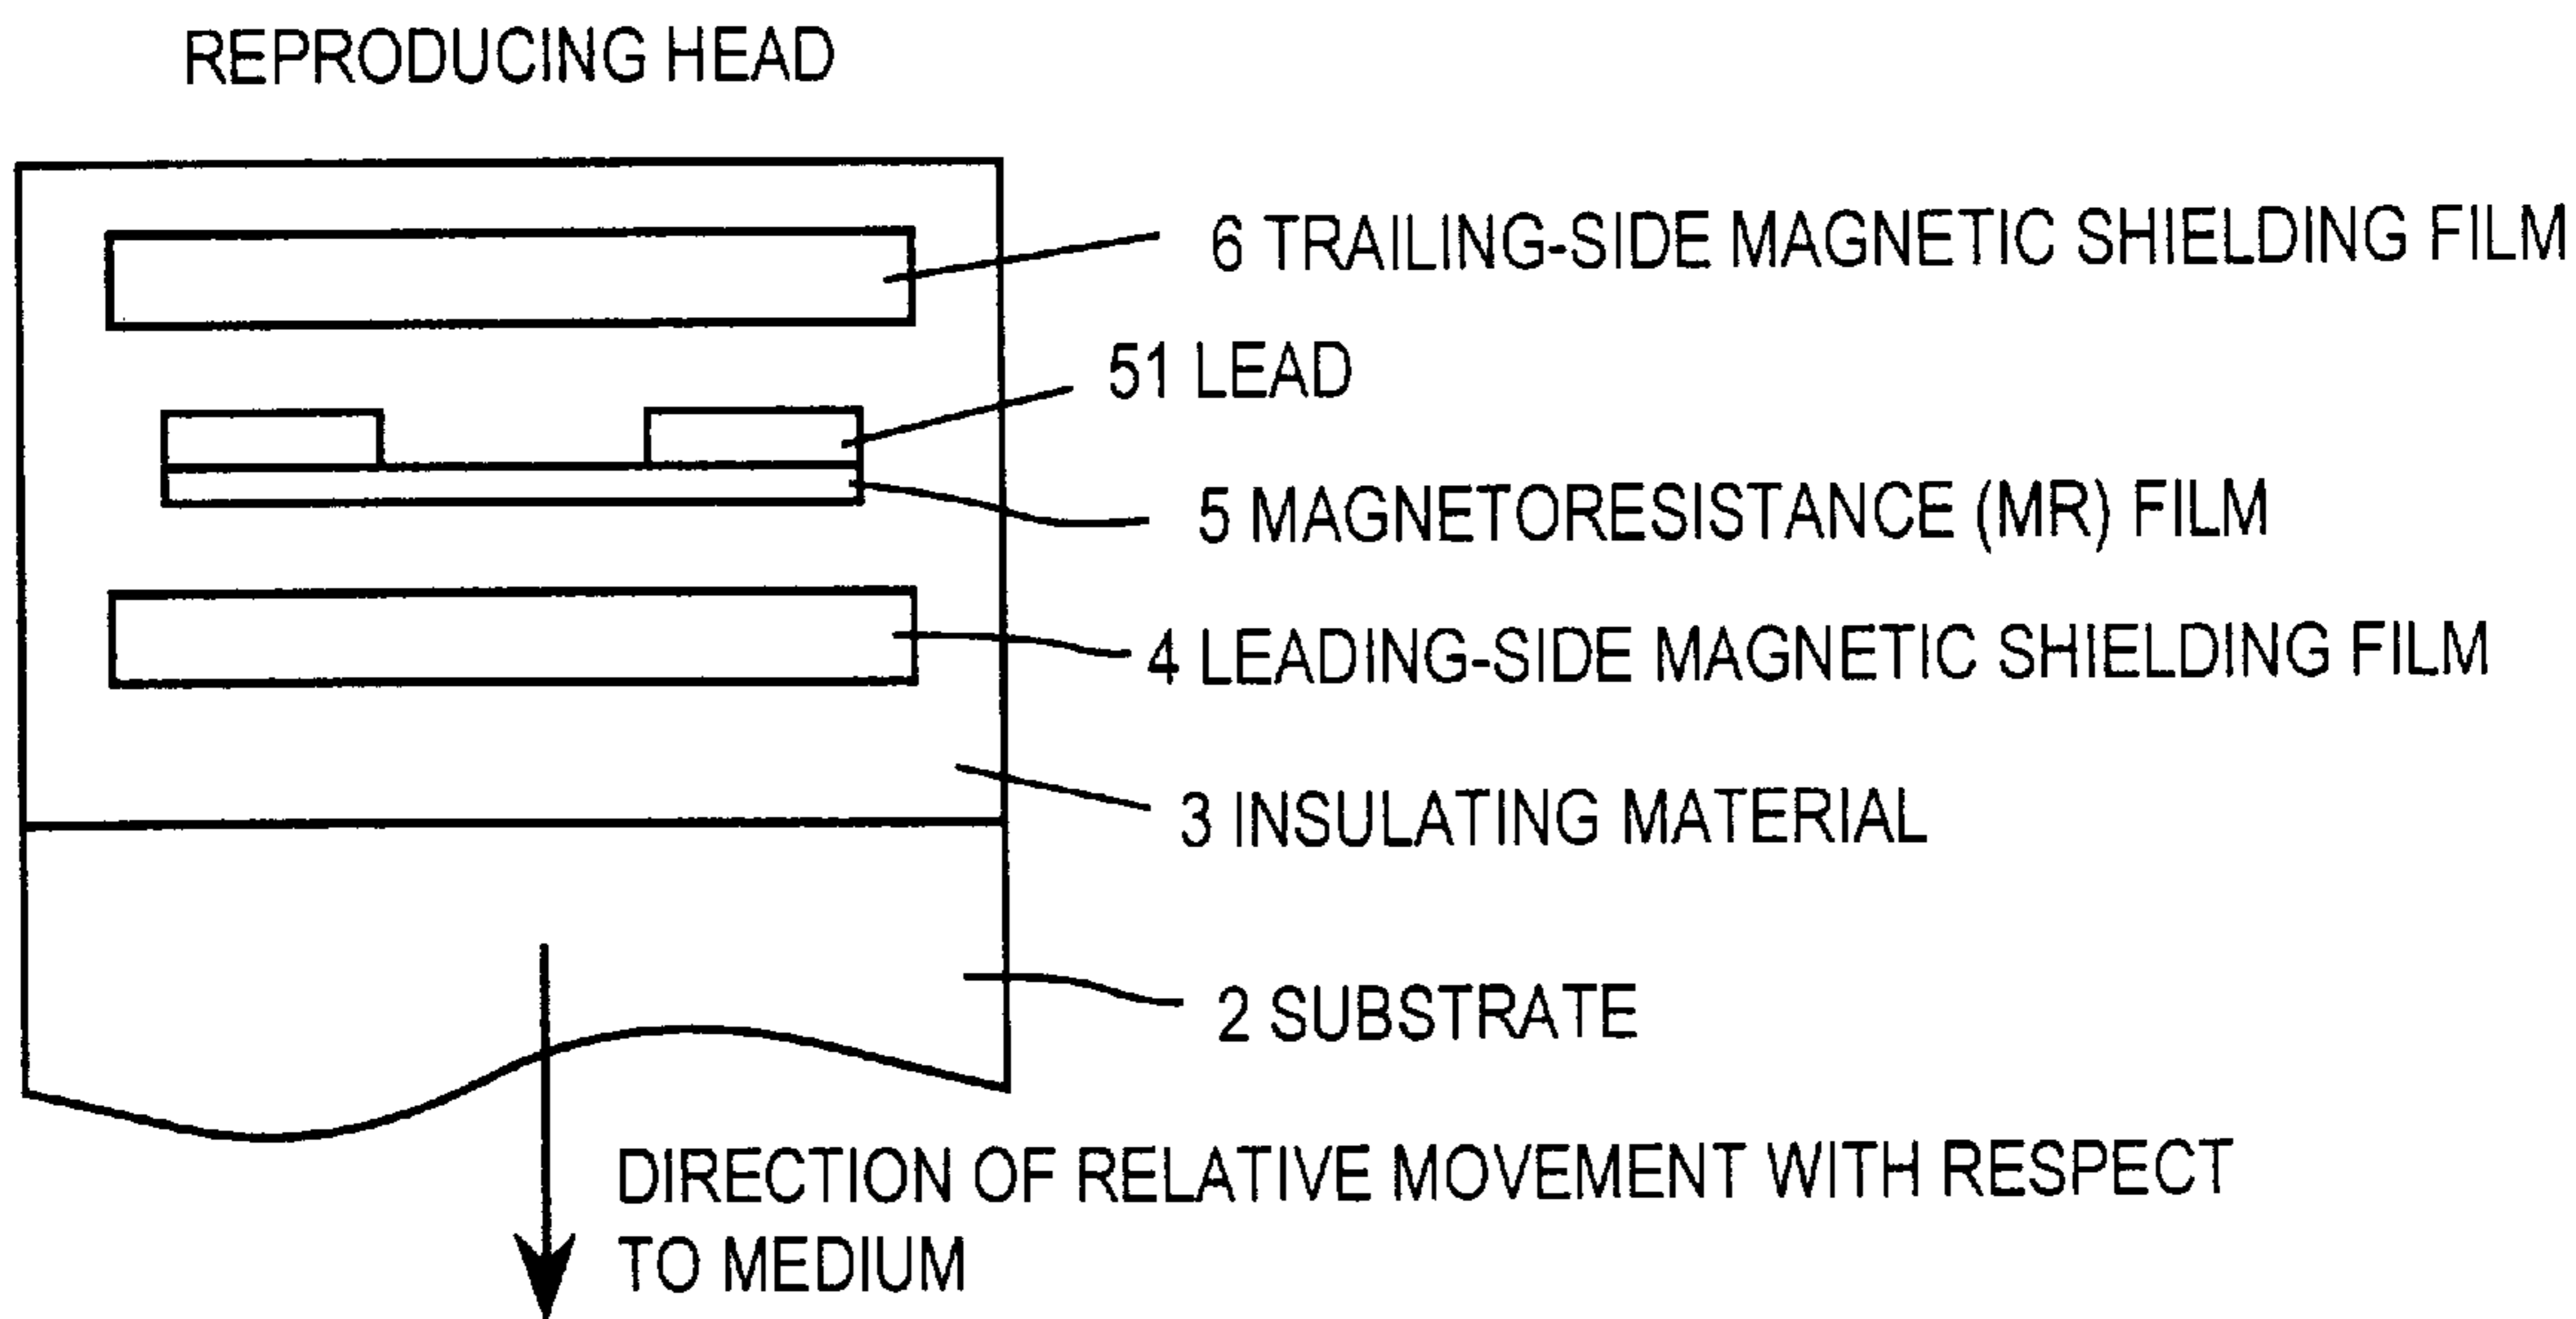 REPRODUCING HEAD
6 TRAILING-SIDE MAGNETIC SHIELDING FILM
51 LEAD
5 MAGNETORESISTANCE (MR) FILM
4 LEADING-SIDE MAGNETIC SHIELDING FILM
3 INSULATING MATERIAL
2 SUBSTRATE
DIRECTION OF RELATIVE MOVEMENT WITH RESPECT
TO MEDIUM